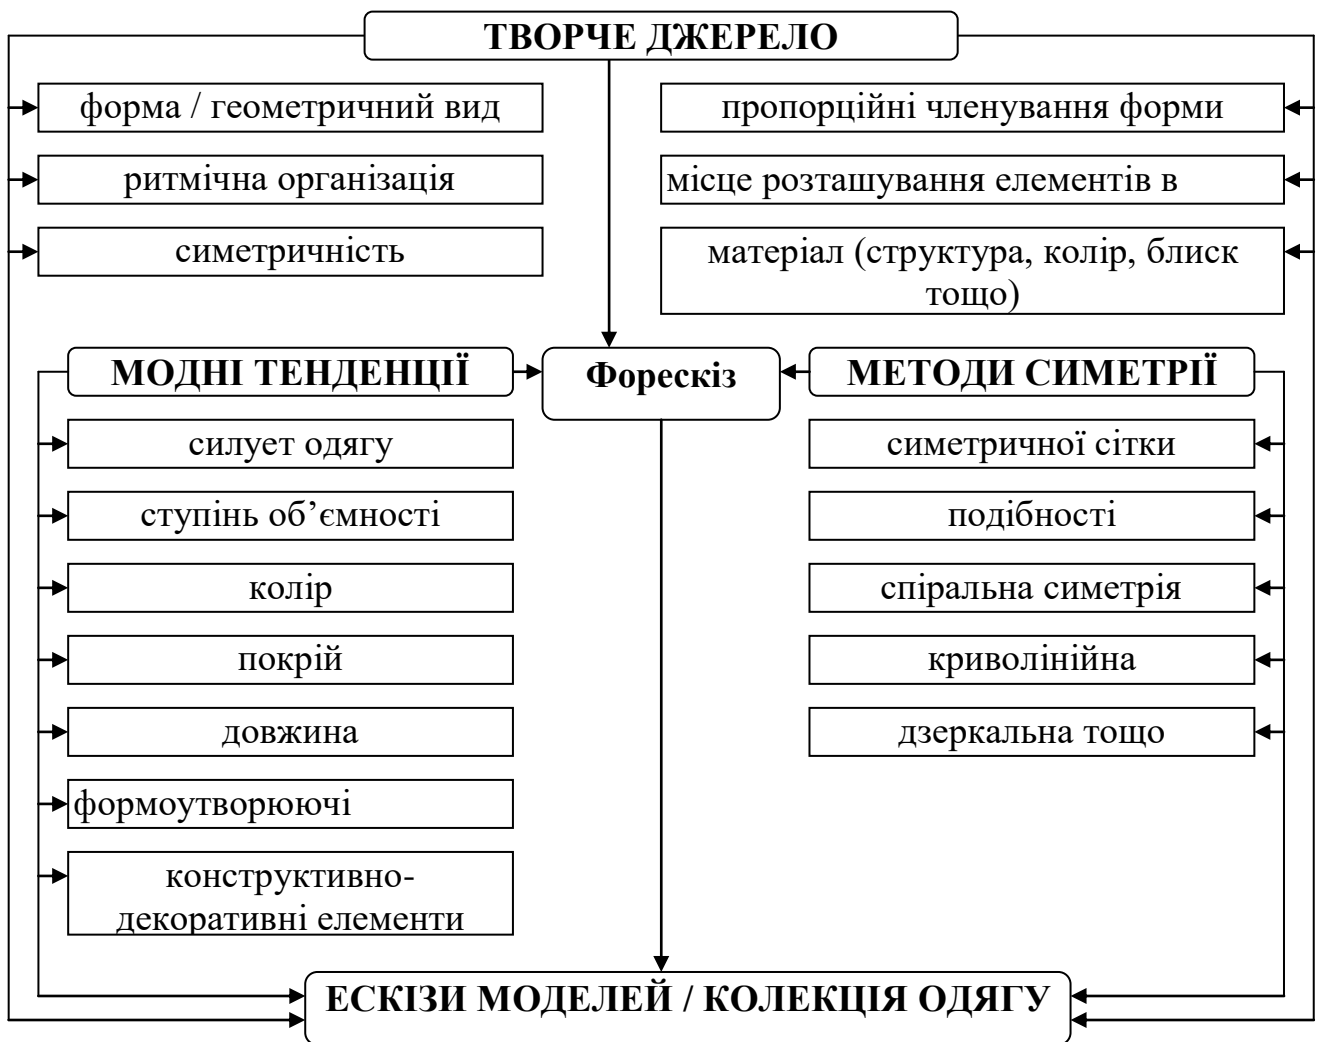 ТВОРЧЕ ДЖЕРЕЛО
форма / геометричний вид
ритмічна організація
симетричність
пропорційні членування форми
місце розташування елементів в
матеріал (структура, колір, блиск
тощо)
МОДНІ ТЕНДЕНЦІЇ
Форескіз
МЕТОДИ СИМЕТРІЇ
силует одягу
ступінь об’ємності
колір
покрій
довжина
формоутворюючі
конструктивно-
декоративні елементи
симетричної сітки
подібності
спіральна симетрія
криволінійна
дзеркальна тощо
ЕСКІЗИ МОДЕЛЕЙ / КОЛЕКЦІЯ ОДЯГУ